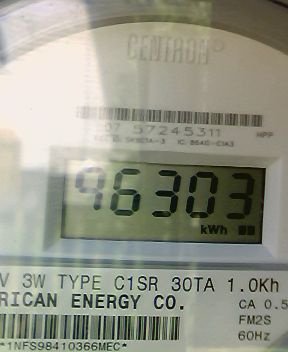 CENTRON
57245311
96303
kWh
V 3W TYPE C1SR 30TA 1.0Kh
RICAN ENERGY CO.
CA 0.5
FM2S
*1NFS98410366MEC*
60Hz